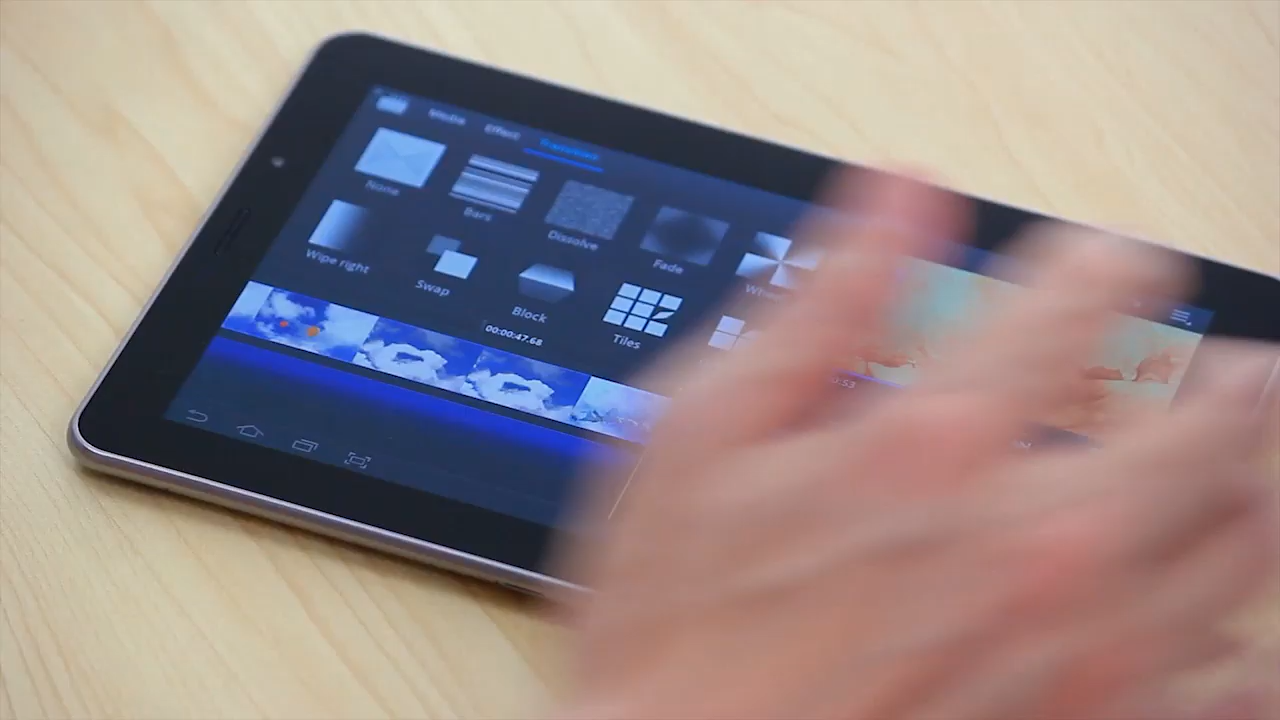 Media Effect Transition
None Bars Dissolve Fade
Wipe right Swap Block Tiles
00:00:47.68